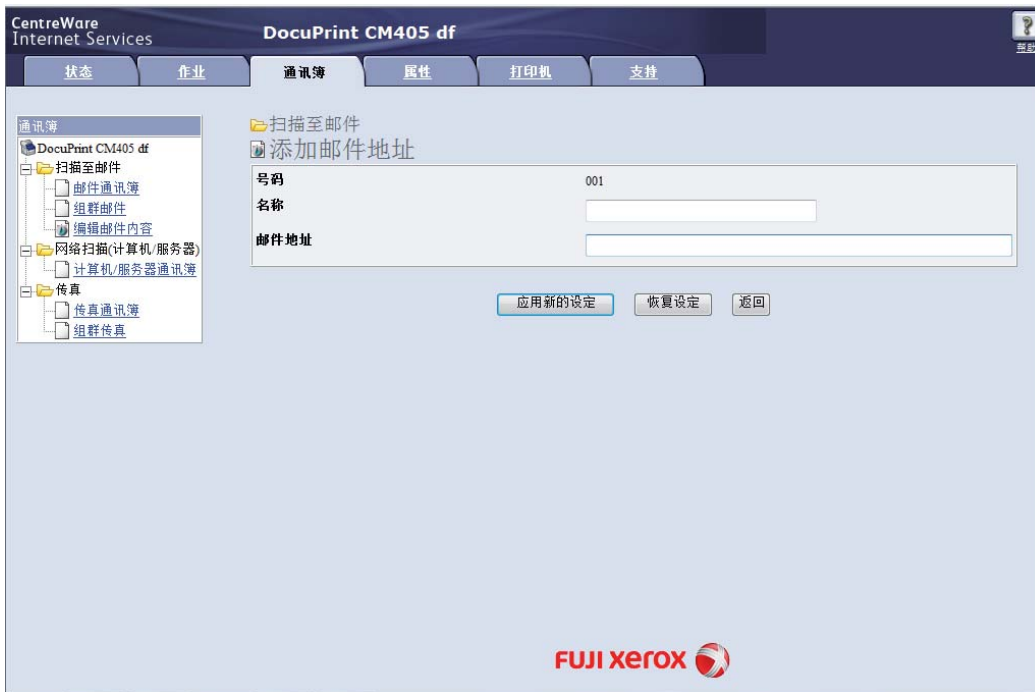 CentreWare
Internet Services
DocuPrint CM405 df
帮助
状态
作业
通讯簿
属性
打印机
支持
通讯簿
DocuPrint CM405 df
扫描至邮件
邮件通讯簿
组群邮件
编辑邮件内容
网络扫描(计算机/服务器)
计算机/服务器通讯簿
传真
传真通讯簿
组群传真
扫描至邮件
添加邮件地址
号码 001
名称
邮件地址
应用新的设定 恢复设定 返回
FUJI xerox